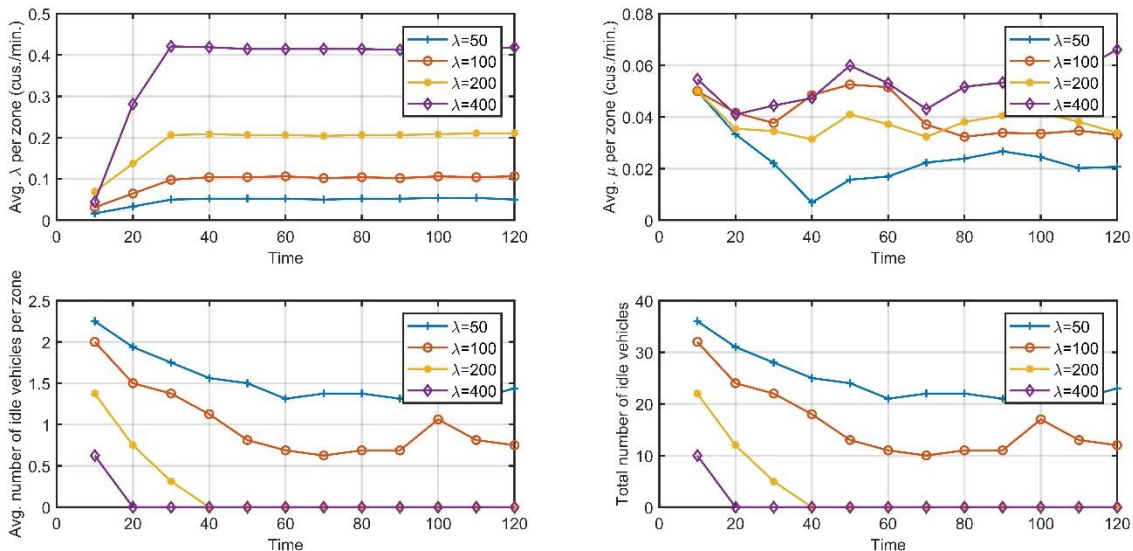 Avg. λ per zone (cus./min.)
0.5
0.4
0.3
0.2
0.1
0
0 20 40 60 80 100 120
Time
λ=50
λ=100
λ=200
λ=400
Avg. μ per zone (cus./min.)
0.08
0.06
0.04
0.02
0
0 20 40 60 80 100 120
Time
λ=50
λ=100
λ=200
λ=400
Avg. number of idle vehicles per zone
2.5
2
1.5
1
0.5
0
0 20 40 60 80 100 120
Time
λ=50
λ=100
λ=200
λ=400
Total number of idle vehicles
40
30
20
10
0
0 20 40 60 80 100 120
Time
λ=50
λ=100
λ=200
λ=400